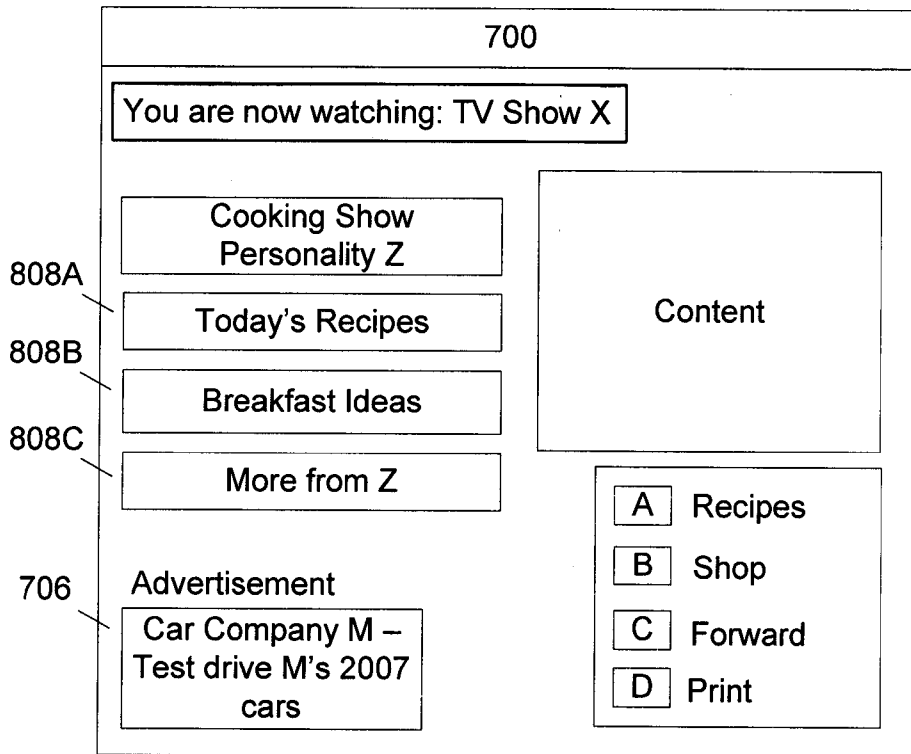 700
You are now watching: TV Show X
Cooking Show
Personality Z
808A
Today's Recipes
Content
808B
Breakfast Ideas
808C
More from Z
A Recipes
B Shop
C Forward
D Print
706
Advertisement
Car Company M –
Test drive M's 2007
cars